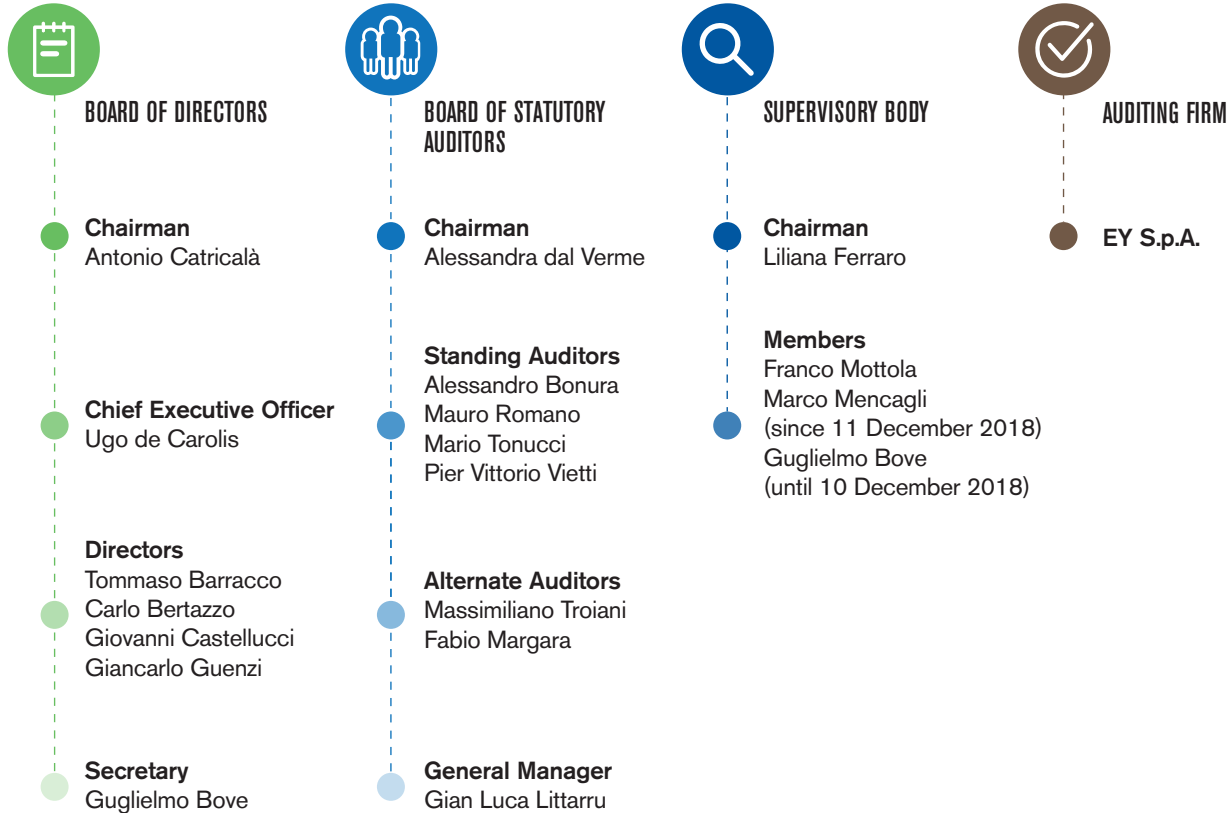 BOARD OF DIRECTORS
Chairman
Antonio Catricalà
Chief Executive Officer
Ugo de Carolis
Directors
Tommaso Barracco
Carlo Bertazzo
Giovanni Castellucci
Giancarlo Guenzi
Secretary
Guglielmo Bove
BOARD OF STATUTORY
AUDITORS
Chairman
Alessandra dal Verme
Standing Auditors
Alessandro Bonura
Mauro Romano
Mario Tonucci
Pier Vittorio Vietti
Alternate Auditors
Massimiliano Troiani
Fabio Margara
General Manager
Gian Luca Littarru
SUPERVISORY BODY
Chairman
Liliana Ferraro
Members
Franco Mottola
Marco Mencagli
(since 11 December 2018)
Guglielmo Bove
(until 10 December 2018)
AUDITING FIRM
EY S.p.A.